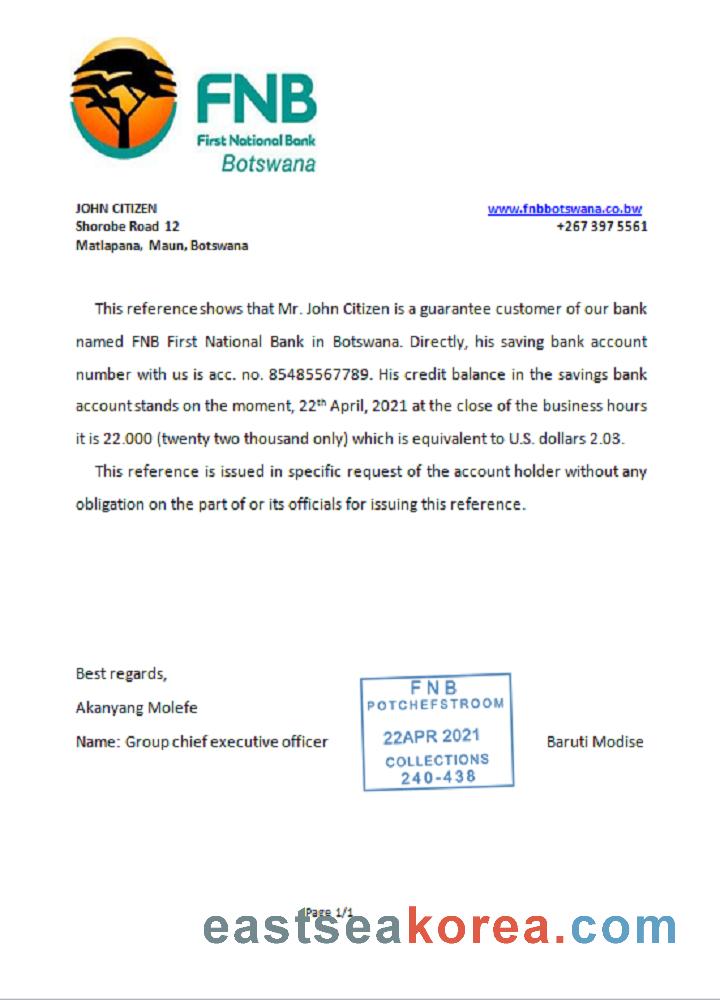 FNB
First National Bank
Botswana
JOHN CITIZEN
Shorobe Road 12
Matlapana, Maun, Botswana
www.fnbbotswana.co.bw
+267 397 5561
This reference shows that Mr. John Citizen is a guarantee customer of our bank
named FNB First National Bank in Botswana. Directly, his saving bank account
number with us is acc. no. 85485567789. His credit balance in the savings bank
account stands on the moment, 22th April, 2021 at the close of the business hours
it is 22.000 (twenty two thousand only) which is equivalent to U.S. dollars 2.03.
This reference is issued in specific request of the account holder without any
obligation on the part of or its officials for issuing this reference.
Best regards,
Akanyang Molefe
Name: Group chief executive officer
FNB
POTCHEFSTROOM
22APR 2021
COLLECTIONS
240-438
Baruti Modise
Page 1/1
eastseakorea.com